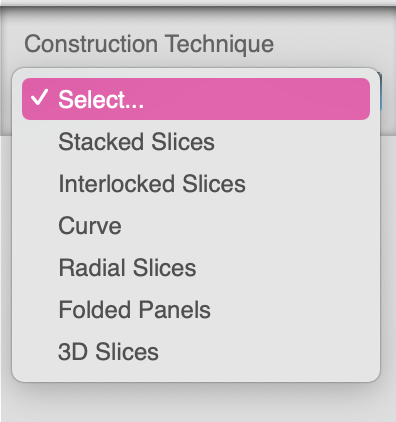 Construction Technique
Select...
Stacked Slices
Interlocked Slices
Curve
Radial Slices
Folded Panels
3D Slices